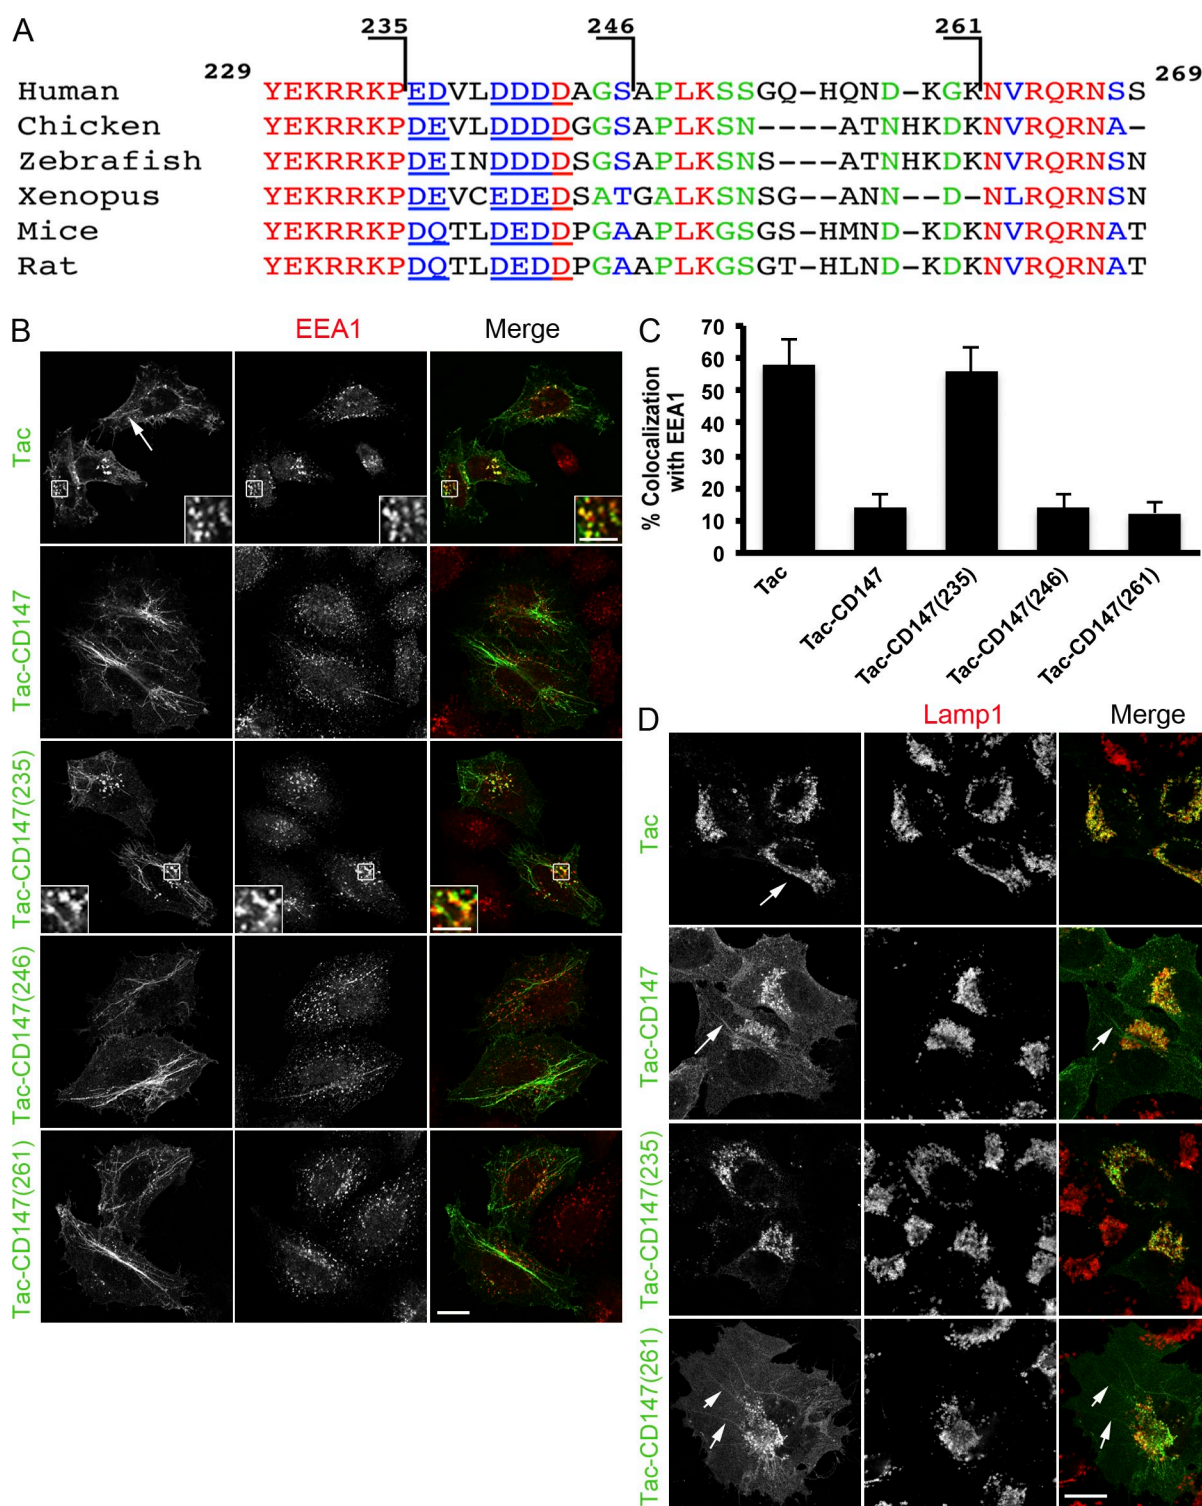 A
235 246 261
229 269
Human YEKRRKPEDVLDDDDAGSAPLKSSGQ-HQND-KGKNVRQRNSS
Chicken YEKRRKPDEVLDDDDGGSAPLKSN----ATNHKDKNVRQRNA-
Zebrafish YEKRRKPDEINDDDDSGSAPLKSNS---ATNHKDKNVRQRNSN
Xenopus YEKRRKPDEVCEDEDSATGALKSNSG--ANN--D-NLRQRNSN
Mice YEKRRKPDQTLDEDDPGAAPLKGSGS-HMND-KDKNVRQRNAT
Rat YEKRRKPDQTLDEDDPGAAPLKGSGT-HLND-KDKNVRQRNAT
B
EEA1 Merge
Tac
Tac-CD147
Tac-CD147(235)
Tac-CD147(246)
Tac-CD147(261)
C
% Colocalization
with EEA1
70
60
50
40
30
20
10
0
Tac
Tac-CD147
Tac-CD147(235)
Tac-CD147(246)
Tac-CD147(261)
D
Lamp1 Merge
Tac
Tac-CD147
Tac-CD147(235)
Tac-CD147(261)